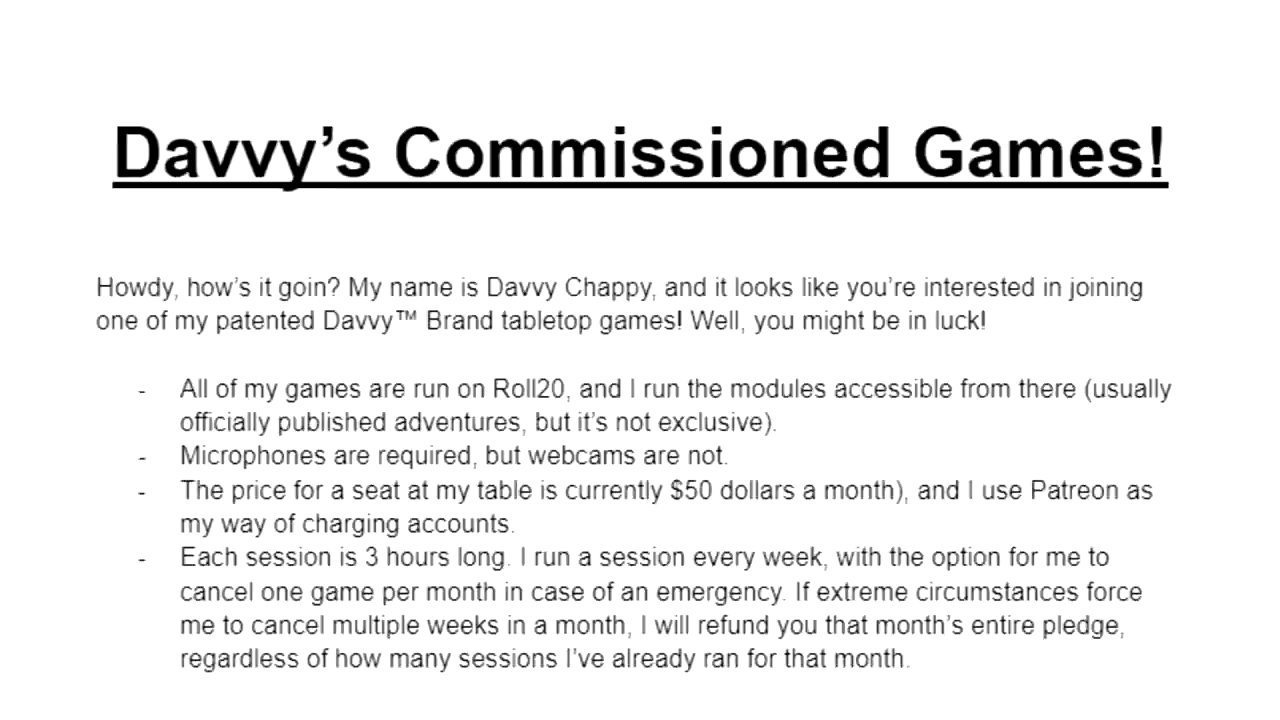 Davvy’s Commissioned Games!
Howdy, how’s it goin? My name is Davvy Chappy, and it looks like you’re interested in joining
one of my patented Davvy™ Brand tabletop games! Well, you might be in luck!
- All of my games are run on Roll20, and I run the modules accessible from there (usually
officially published adventures, but it’s not exclusive).
- Microphones are required, but webcams are not.
- The price for a seat at my table is currently $50 dollars a month), and I use Patreon as
my way of charging accounts.
- Each session is 3 hours long. I run a session every week, with the option for me to
cancel one game per month in case of an emergency. If extreme circumstances force
me to cancel multiple weeks in a month, I will refund you that month’s entire pledge,
regardless of how many sessions I’ve already ran for that month.